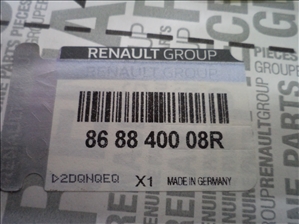 RENAULT GROUP
86 88 400 08R
▷2DQNQEQ X1 MADE IN GERMANY